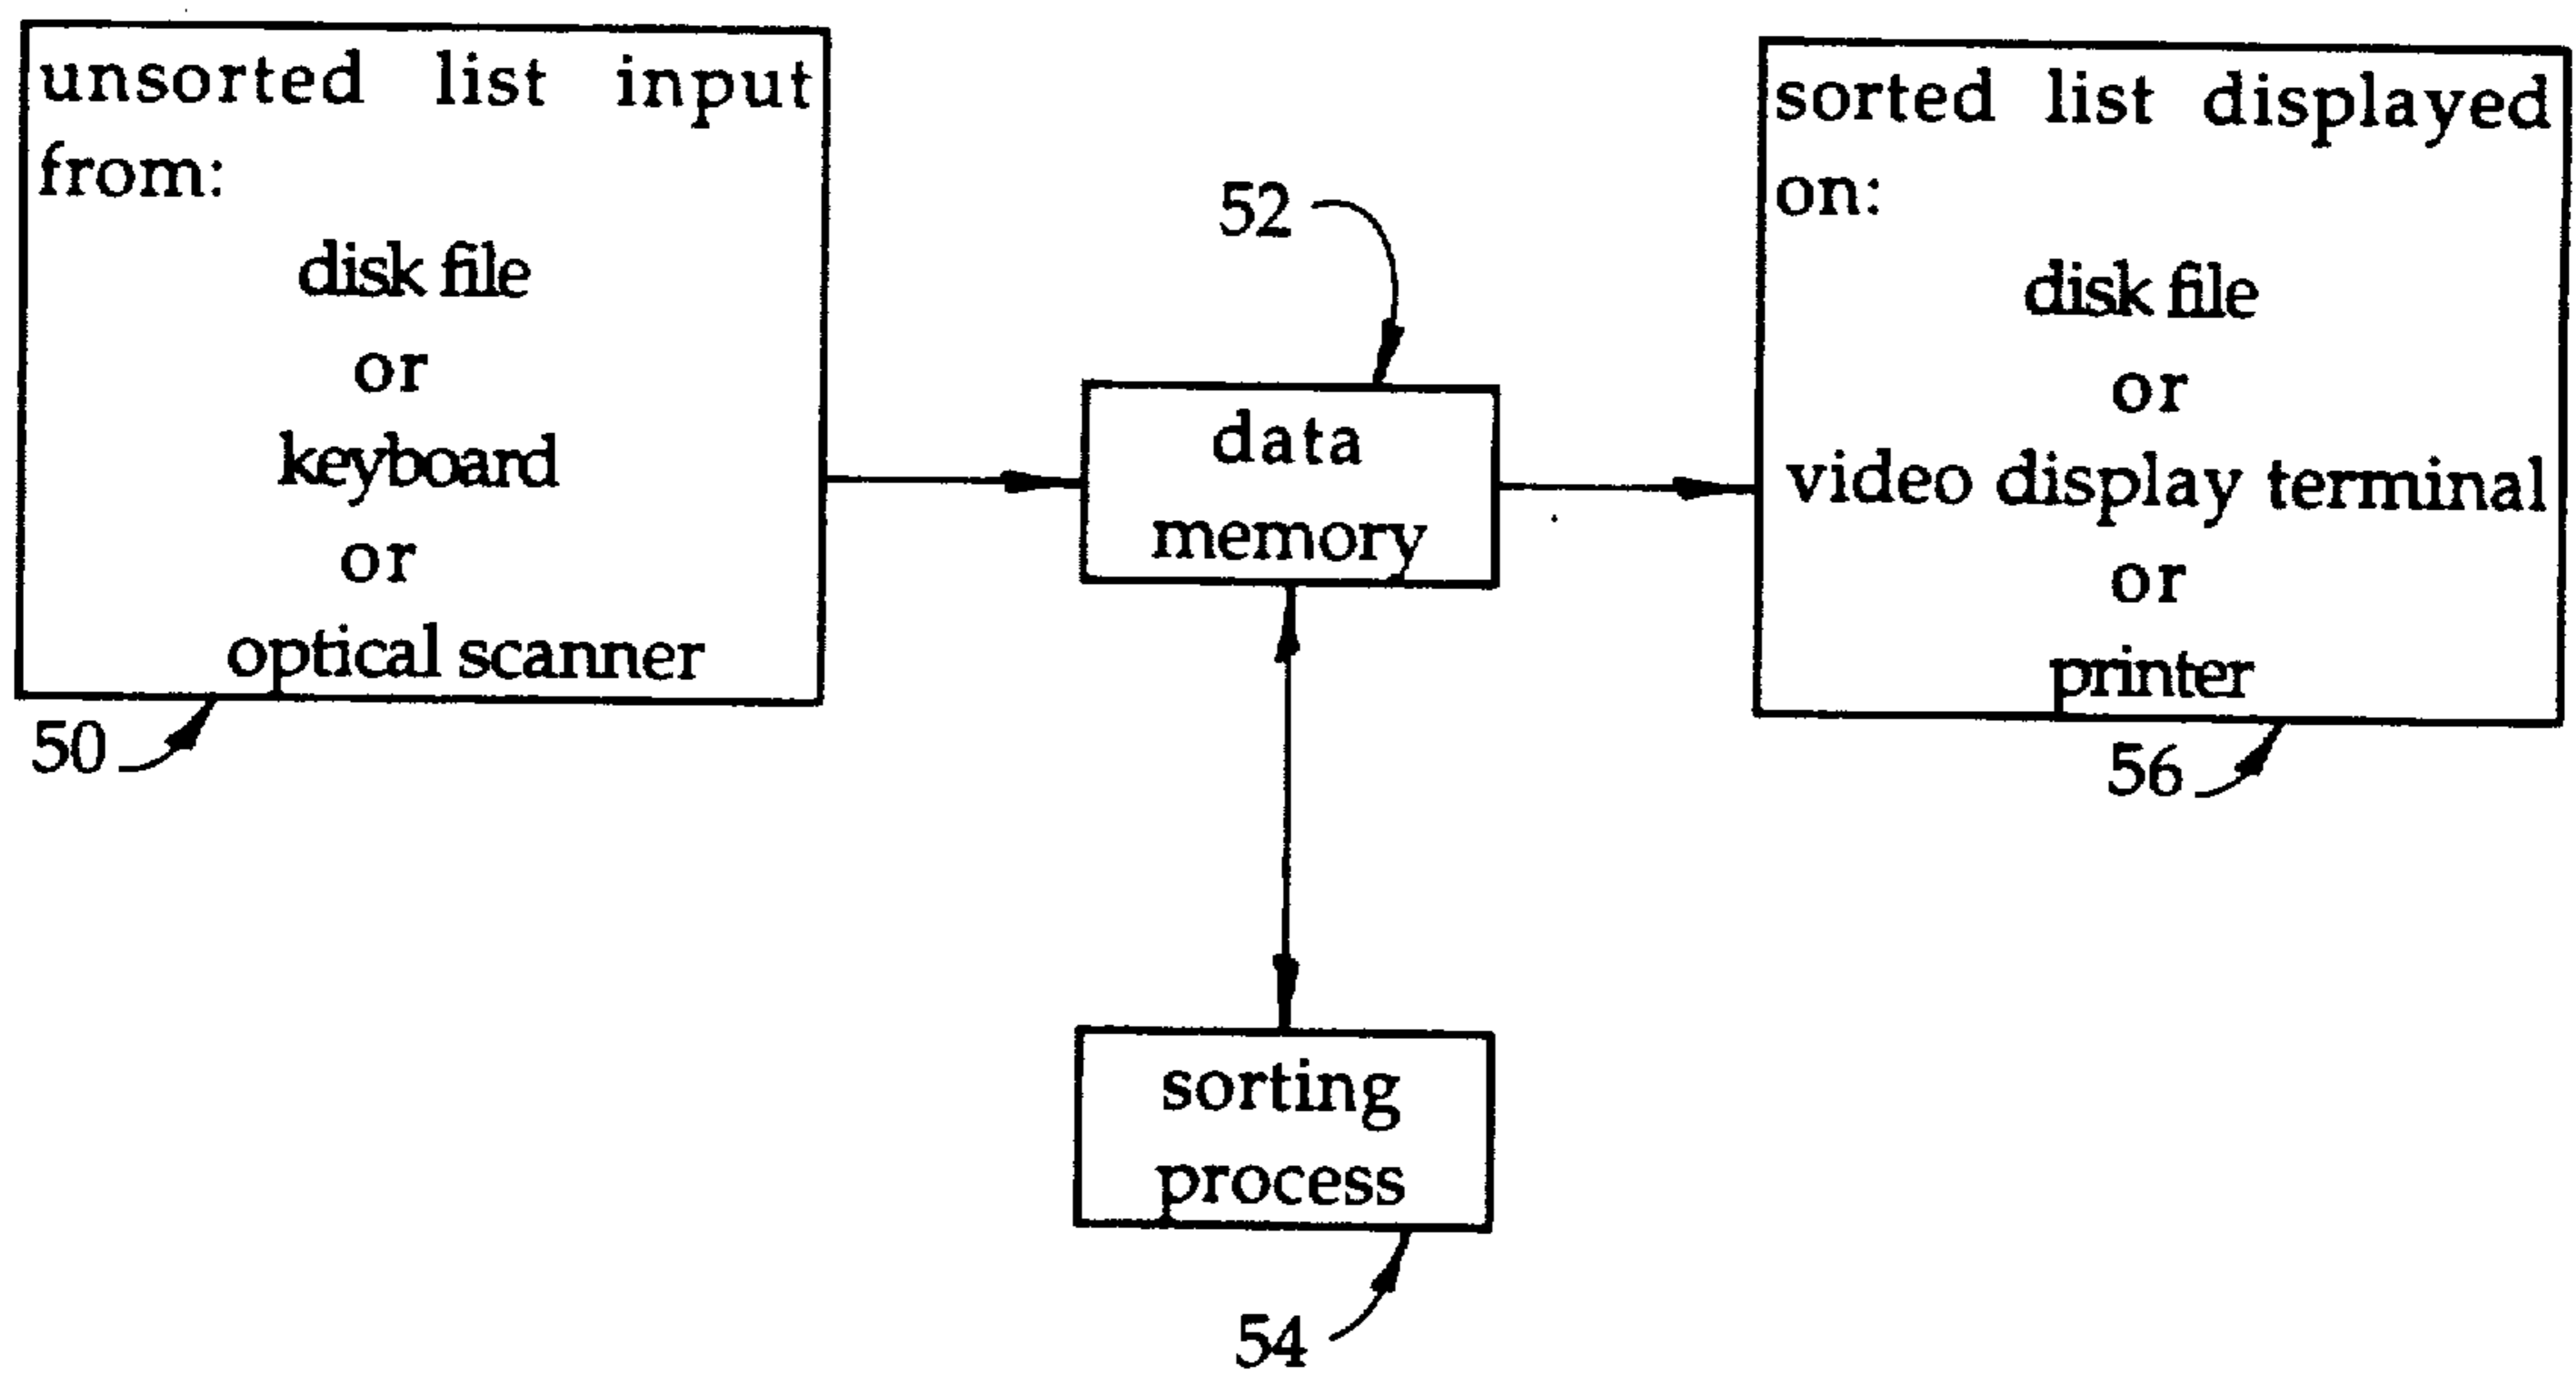 unsorted list input
from:
disk file
or
keyboard
or
optical scanner
50
52
data
memory
sorting
process
54
sorted list displayed
on:
disk file
or
video display terminal
or
printer
56